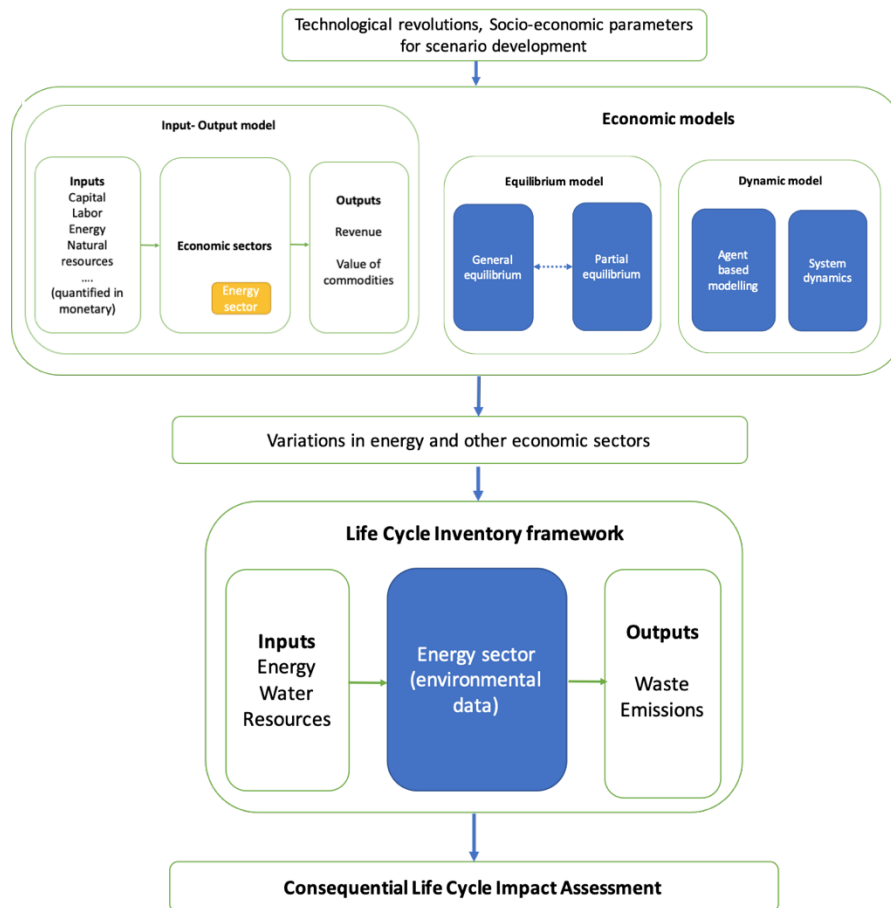 Technological revolutions, Socio-economic parameters
for scenario development
Economic models
Input- Output model
Inputs
Capital
Labor
Energy
Natural
resources
....
(quantified in
monetary)
Economic sectors
Energy
sector
Outputs
Revenue
Value of
commodities
Equilibrium model
General
equilibrium
Partial
equilibrium
Dynamic model
Agent
based
modelling
System
dynamics
Variations in energy and other economic sectors
Life Cycle Inventory framework
Inputs
Energy
Water
Resources
Energy sector
(environmental
data)
Outputs
Waste
Emissions
Consequential Life Cycle Impact Assessment